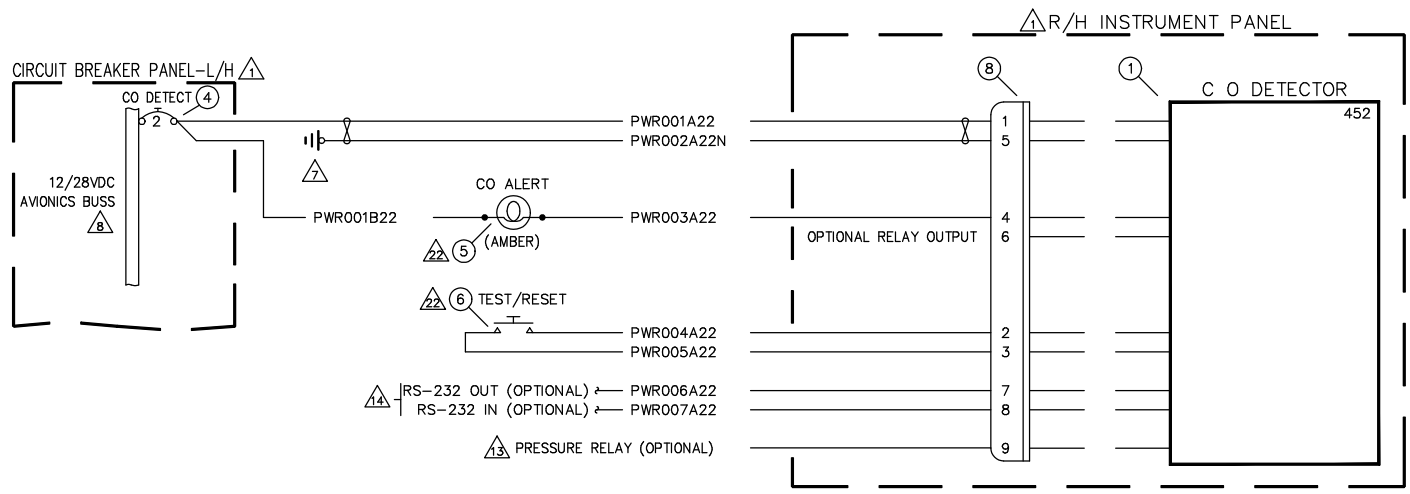 1 R/H INSTRUMENT PANEL
CIRCUIT BREAKER PANEL-L/H 1
8
1
CO DETECT 4
C O DETECTOR
2
452
PWR001A22
1
PWR002A22N
5
7
12/28VDC
AVIONICS BUSS
8
CO ALERT
PWR001B22
PWR003A22
4
(AMBER)
22 5
OPTIONAL RELAY OUTPUT
6
22 6 TEST/RESET
PWR004A22
2
PWR005A22
3
14
RS-232 OUT (OPTIONAL)
PWR006A22
7
RS-232 IN (OPTIONAL)
PWR007A22
8
13 PRESSURE RELAY (OPTIONAL)
9